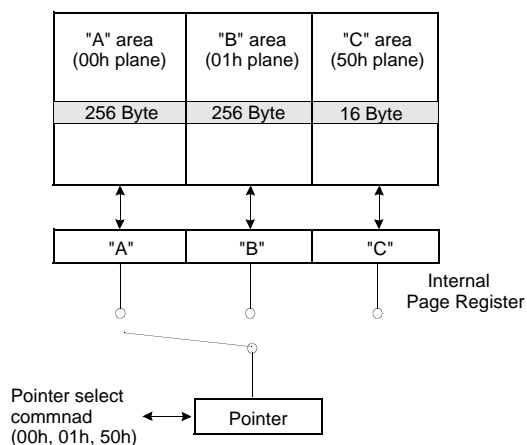 "A" area
(00h plane)
"B" area
(01h plane)
"C" area
(50h plane)
256 Byte
256 Byte
16 Byte
"A"
"B"
"C"
Internal
Page Register
Pointer select
commnad
(00h, 01h, 50h)
Pointer